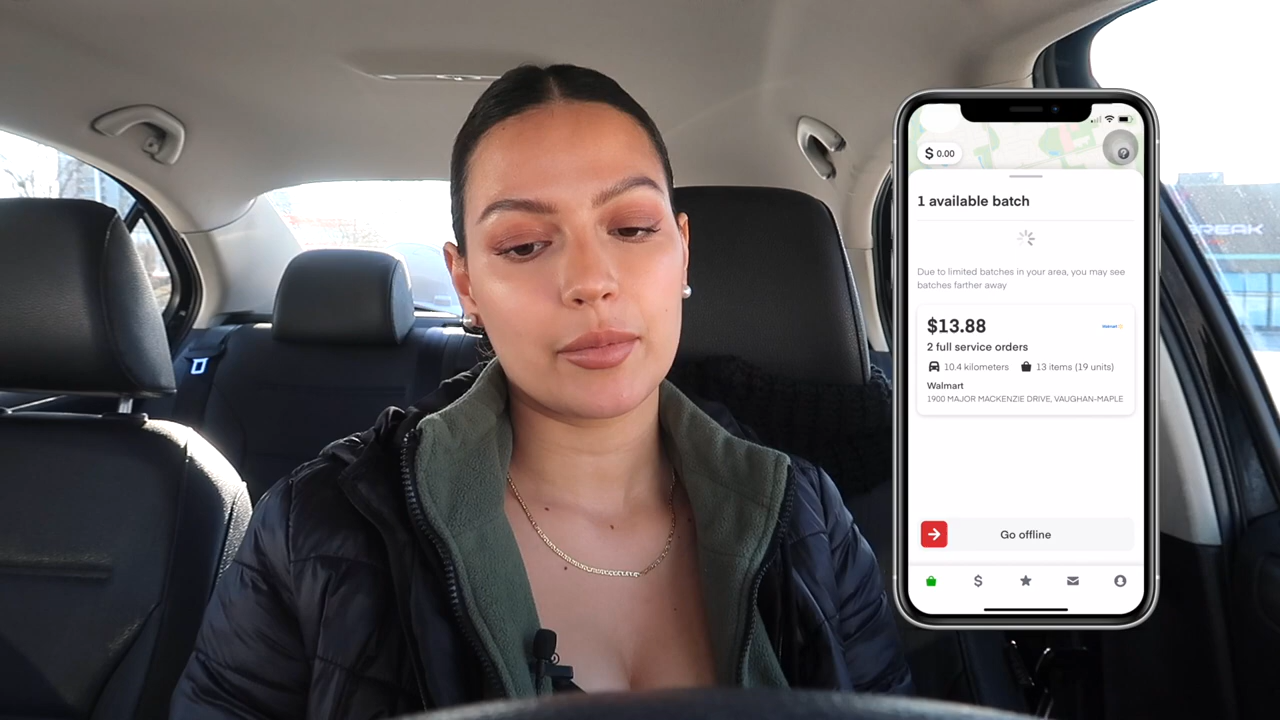 $ 0.00
1 available batch
Due to limited batches in your area, you may see
batches farther away
$13.88
Walmart
2 full service orders
10.4 kilometers 13 items (19 units)
Walmart
1900 MAJOR MACKENZIE DRIVE, VAUGHAN-MAPLE
Go offline
$
REAK